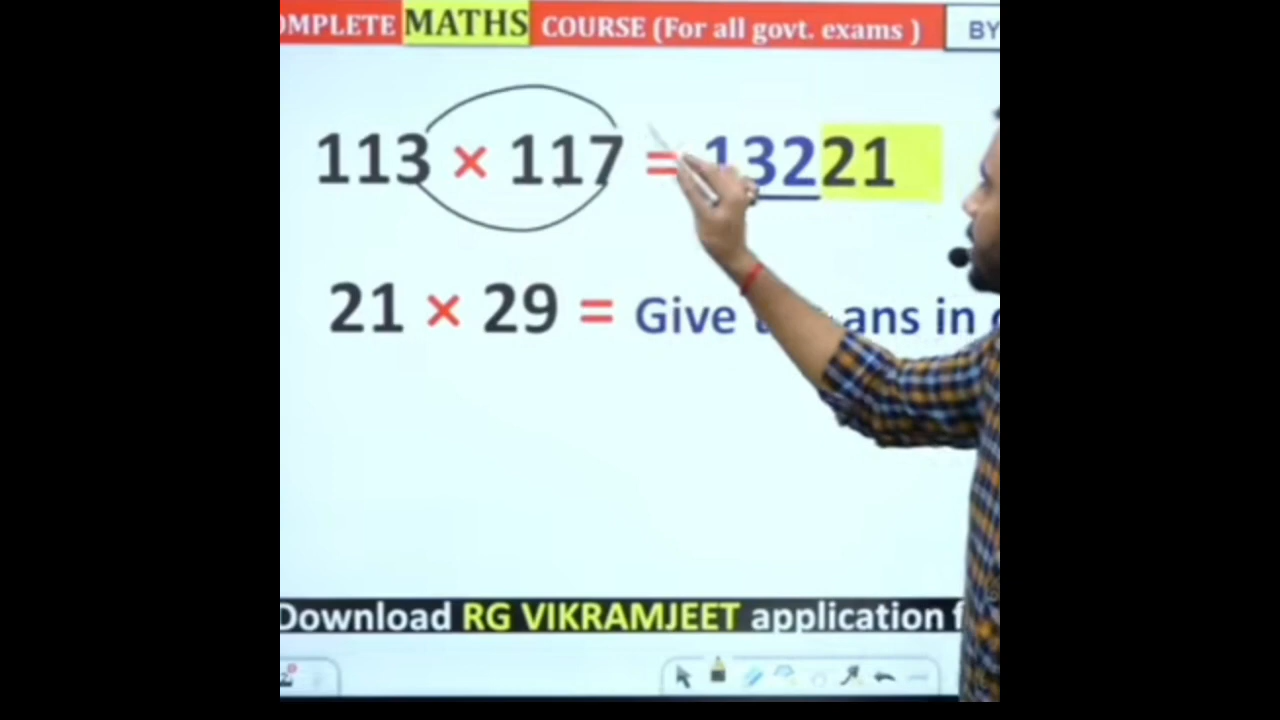 MATHS COURSE (For all govt. exams ) BY
113 × 117 = 13221
21 × 29 = Give ans in
Download RG VIKRAMJEET application